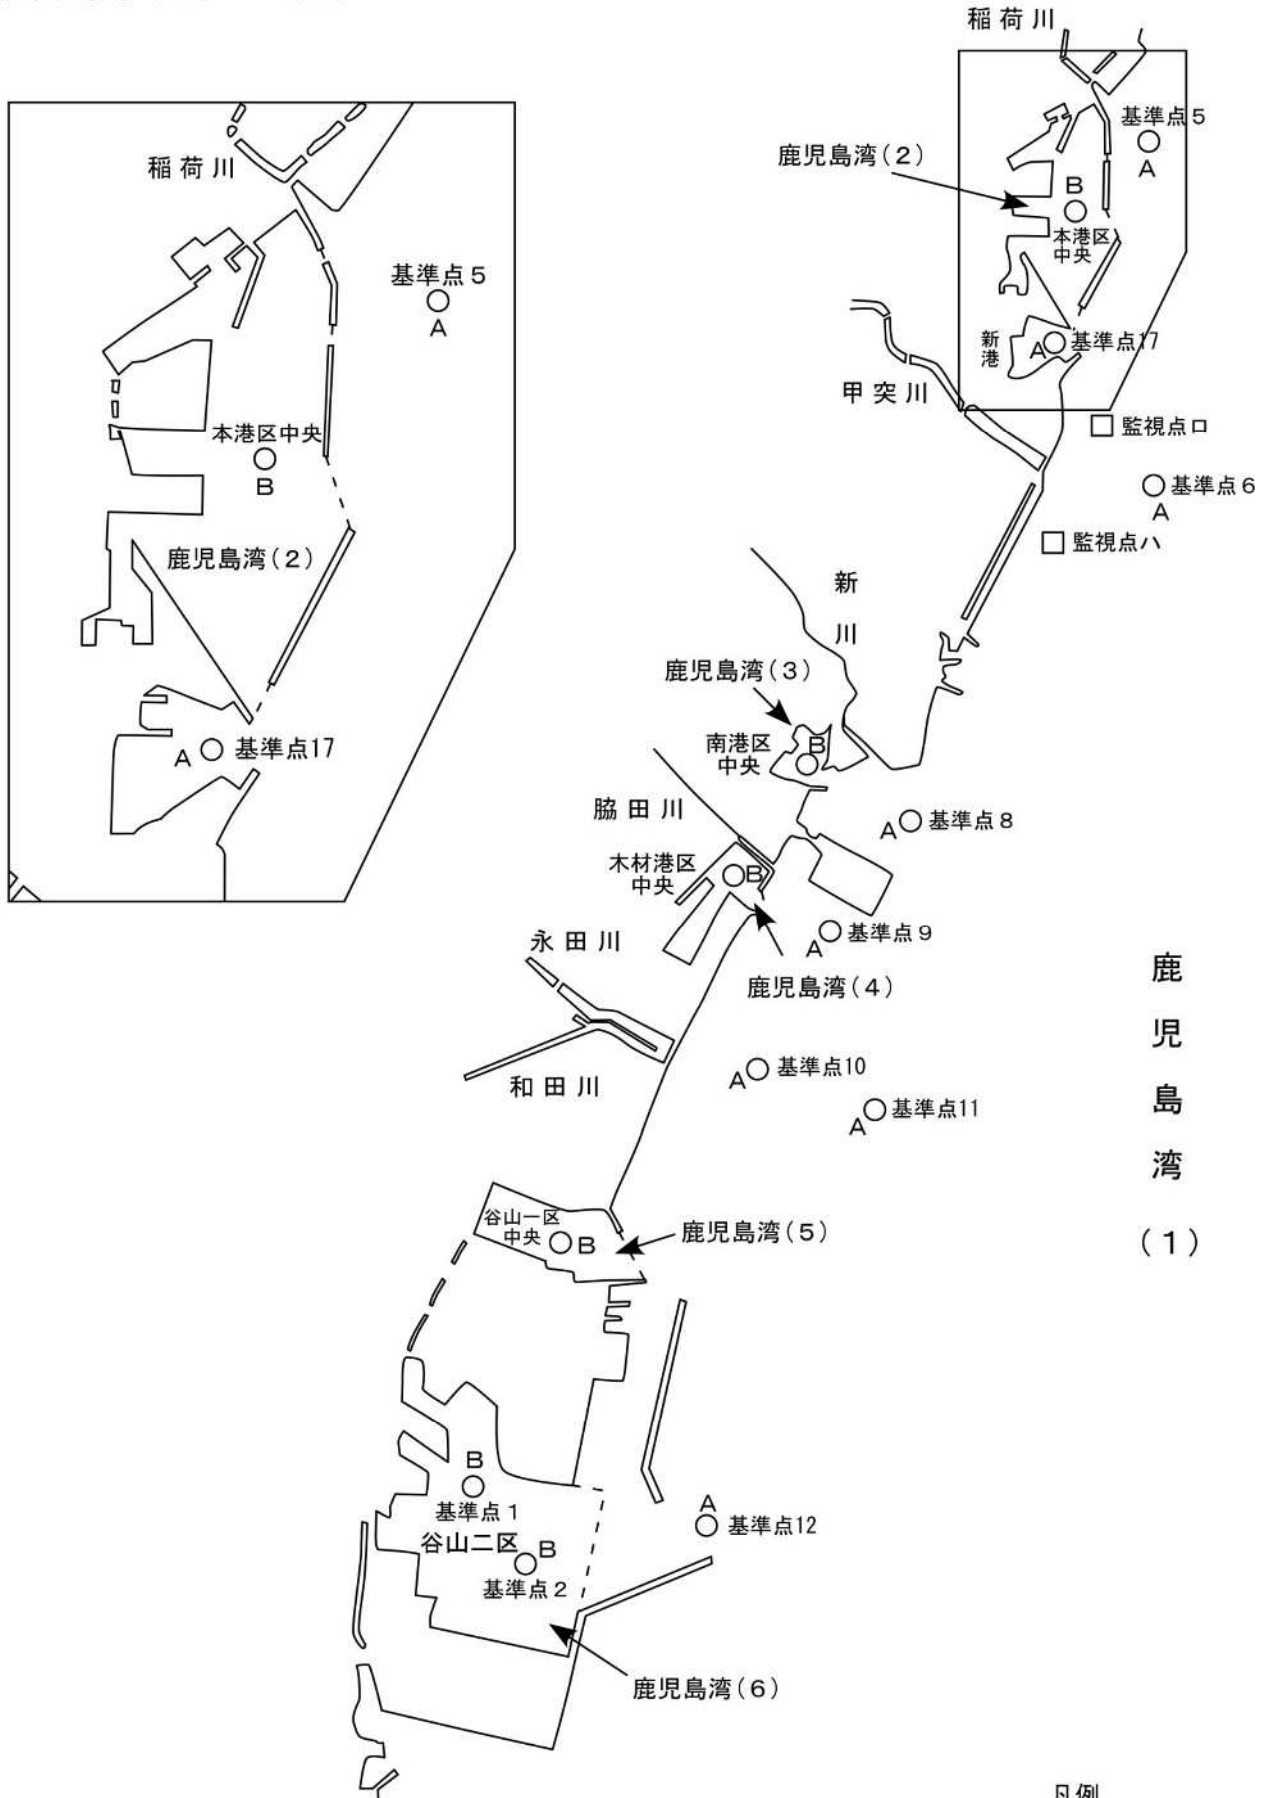 稲荷川
基準点5
A
鹿児島湾(2)
B
本港区
中央
新
港
A
基準点17
甲突川
監視点ロ
基準点6
A
監視点ハ
稲荷川
基準点5
A
本港区中央
B
鹿児島湾(2)
A
基準点17
新
川
鹿児島湾(3)
南港区
中央
B
脇田川
A
基準点8
木材港区
中央
B
A
基準点9
永田川
鹿児島湾(4)
和田川
A
基準点10
A
基準点11
鹿
児
島
湾
(1)
谷山一区
中央
B
鹿児島湾(5)
B
基準点1
谷山二区
B
基準点2
A
基準点12
鹿児島湾(6)
凡例